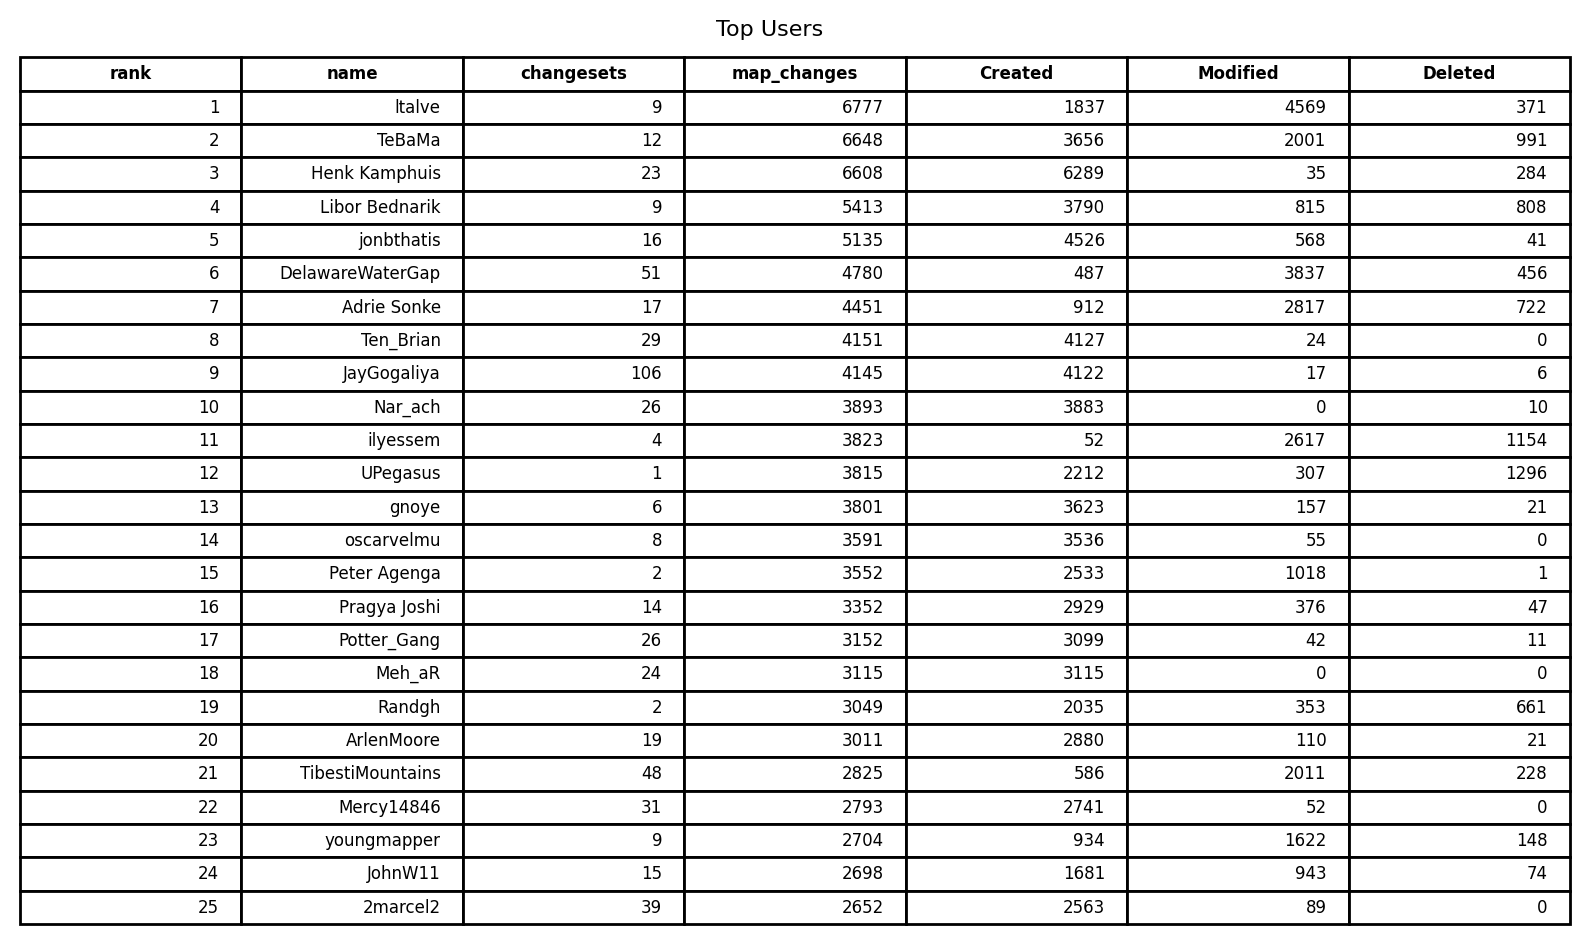 Top Users
rank name changesets map_changes Created Modified Deleted
1 ltalve 9 6777 1837 4569 371
2 TeBaMa 12 6648 3656 2001 991
3 Henk Kamphuis 23 6608 6289 35 284
4 Libor Bednarik 9 5413 3790 815 808
5 jonbthatis 16 5135 4526 568 41
6 DelawareWaterGap 51 4780 487 3837 456
7 Adrie Sonke 17 4451 912 2817 722
8 Ten_Brian 29 4151 4127 24 0
9 JayGogaliya 106 4145 4122 17 6
10 Nar_ach 26 3893 3883 0 10
11 ilyessem 4 3823 52 2617 1154
12 UPegasus 1 3815 2212 307 1296
13 gnoye 6 3801 3623 157 21
14 oscarvelmu 8 3591 3536 55 0
15 Peter Agenga 2 3552 2533 1018 1
16 Pragya Joshi 14 3352 2929 376 47
17 Potter_Gang 26 3152 3099 42 11
18 Meh_aR 24 3115 3115 0 0
19 Randgh 2 3049 2035 353 661
20 ArlenMoore 19 3011 2880 110 21
21 TibestiMountains 48 2825 586 2011 228
22 Mercy14846 31 2793 2741 52 0
23 youngmapper 9 2704 934 1622 148
24 JohnW11 15 2698 1681 943 74
25 2marcel2 39 2652 2563 89 0